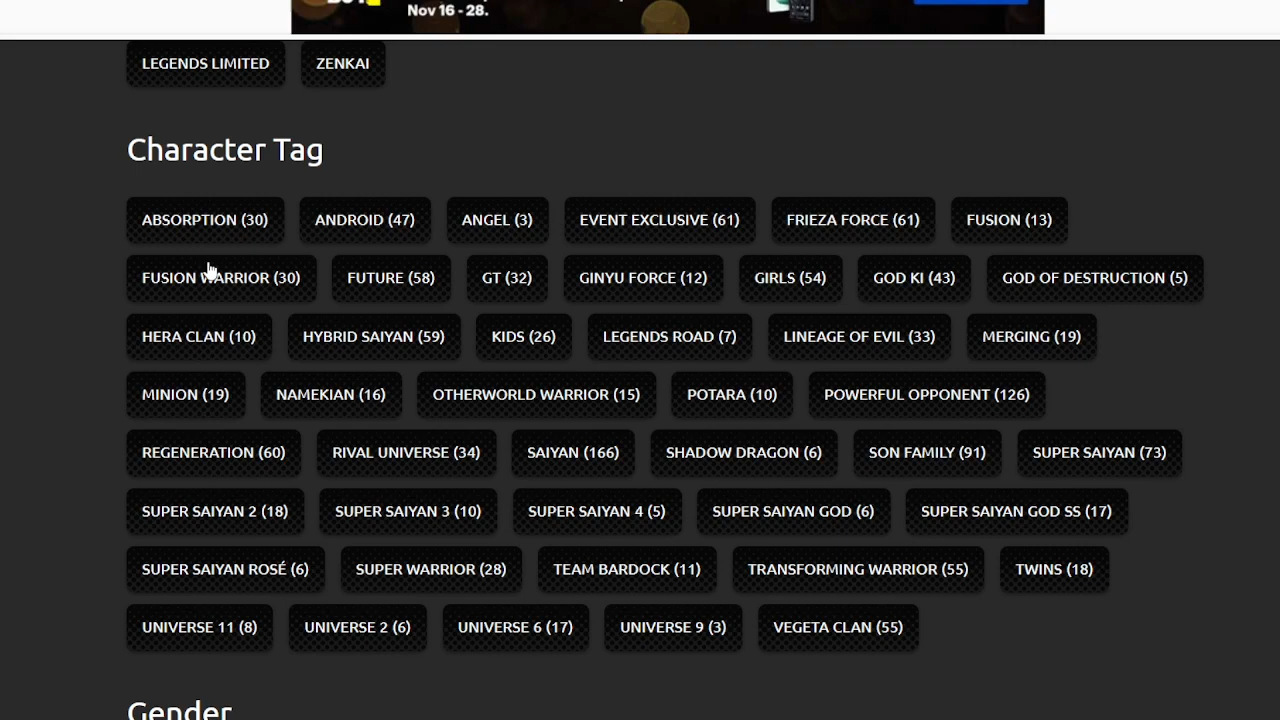 Nov 16 - 28.
LEGENDS LIMITED ZENKAI
Character Tag
ABSORPTION (30) ANDROID (47) ANGEL (3) EVENT EXCLUSIVE (61) FRIEZA FORCE (61) FUSION (13)
FUSION WARRIOR (30) FUTURE (58) GT (32) GINYU FORCE (12) GIRLS (54) GOD KI (43) GOD OF DESTRUCTION (5)
HERA CLAN (10) HYBRID SAIYAN (59) KIDS (26) LEGENDS ROAD (7) LINEAGE OF EVIL (33) MERGING (19)
MINION (19) NAMEKIAN (16) OTHERWORLD WARRIOR (15) POTARA (10) POWERFUL OPPONENT (126)
REGENERATION (60) RIVAL UNIVERSE (34) SAIYAN (166) SHADOW DRAGON (6) SON FAMILY (91) SUPER SAIYAN (73)
SUPER SAIYAN 2 (18) SUPER SAIYAN 3 (10) SUPER SAIYAN 4 (5) SUPER SAIYAN GOD (6) SUPER SAIYAN GOD SS (17)
SUPER SAIYAN ROSÉ (6) SUPER WARRIOR (28) TEAM BARDOCK (11) TRANSFORMING WARRIOR (55) TWINS (18)
UNIVERSE 11 (8) UNIVERSE 2 (6) UNIVERSE 6 (17) UNIVERSE 9 (3) VEGETA CLAN (55)
Gender